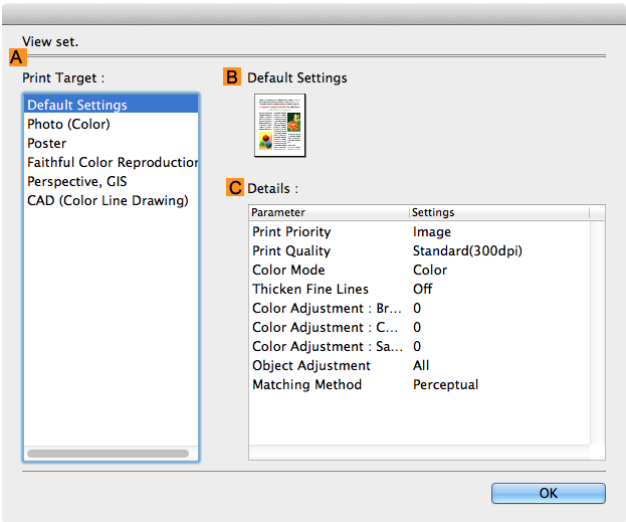 View set.
A
Print Target :
Default Settings
Photo (Color)
Poster
Faithful Color Reproduction
Perspective, GIS
CAD (Color Line Drawing)
B Default Settings
C Details :
Parameter Settings
Print Priority Image
Print Quality Standard(300dpi)
Color Mode Color
Thicken Fine Lines Off
Color Adjustment : Br... 0
Color Adjustment : C... 0
Color Adjustment : Sa... 0
Object Adjustment All
Matching Method Perceptual
OK